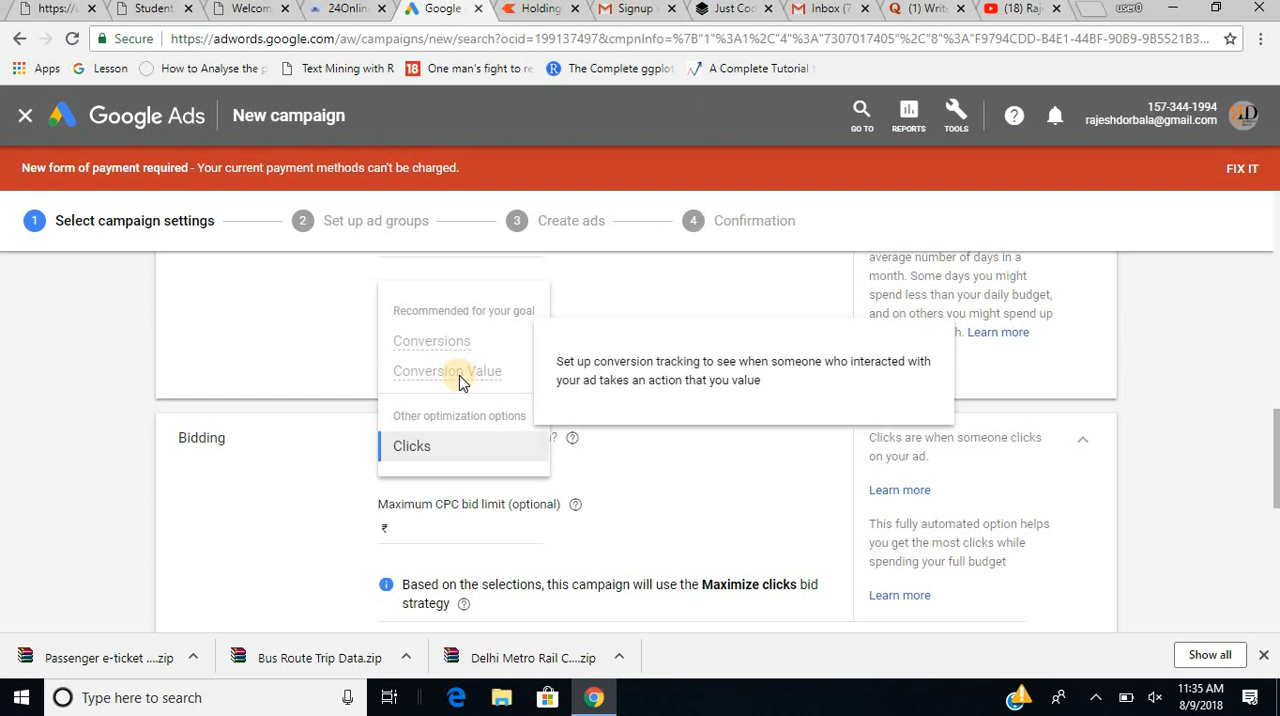 https://u
Student
Welcom
24Onlin
Google
Holding
Signup
Just Cod
Inbox (7
(1) Write
(18) Raj
user0
Secure
https://adwords.google.com/aw/campaigns/new/search?ocid=199137497&cmpnInfo=%7B"1"%3A1%2C"4"%3A"7307017405"%2C"8"%3A"F9794CDD-B4E1-44BF-90B9-9B5521B3...
Apps
Lesson
How to Analyse the p
Text Mining with R
18 One man's fight to re
R The Complete ggplot
A Complete Tutorial t
Google Ads
New campaign
GO TO
REPORTS
TOOLS
157-344-1994
rajeshdorbala@gmail.com
New form of payment required - Your current payment methods can't be charged.
FIX IT
1 Select campaign settings
2 Set up ad groups
3 Create ads
4 Confirmation
average number of days in a
month. Some days you might
spend less than your daily budget,
and on others you might spend up
Learn more
Recommended for your goal
Conversions
Conversion Value
Set up conversion tracking to see when someone who interacted with
your ad takes an action that you value
Other optimization options
Clicks
Bidding
?
Clicks are when someone clicks
on your ad.
Learn more
Maximum CPC bid limit (optional)
₹
This fully automated option helps
you get the most clicks while
spending your full budget
Learn more
Based on the selections, this campaign will use the Maximize clicks bid
strategy
Passenger e-ticket ....zip
Bus Route Trip Data.zip
Delhi Metro Rail C....zip
Show all
Type here to search
11:35 AM
8/9/2018